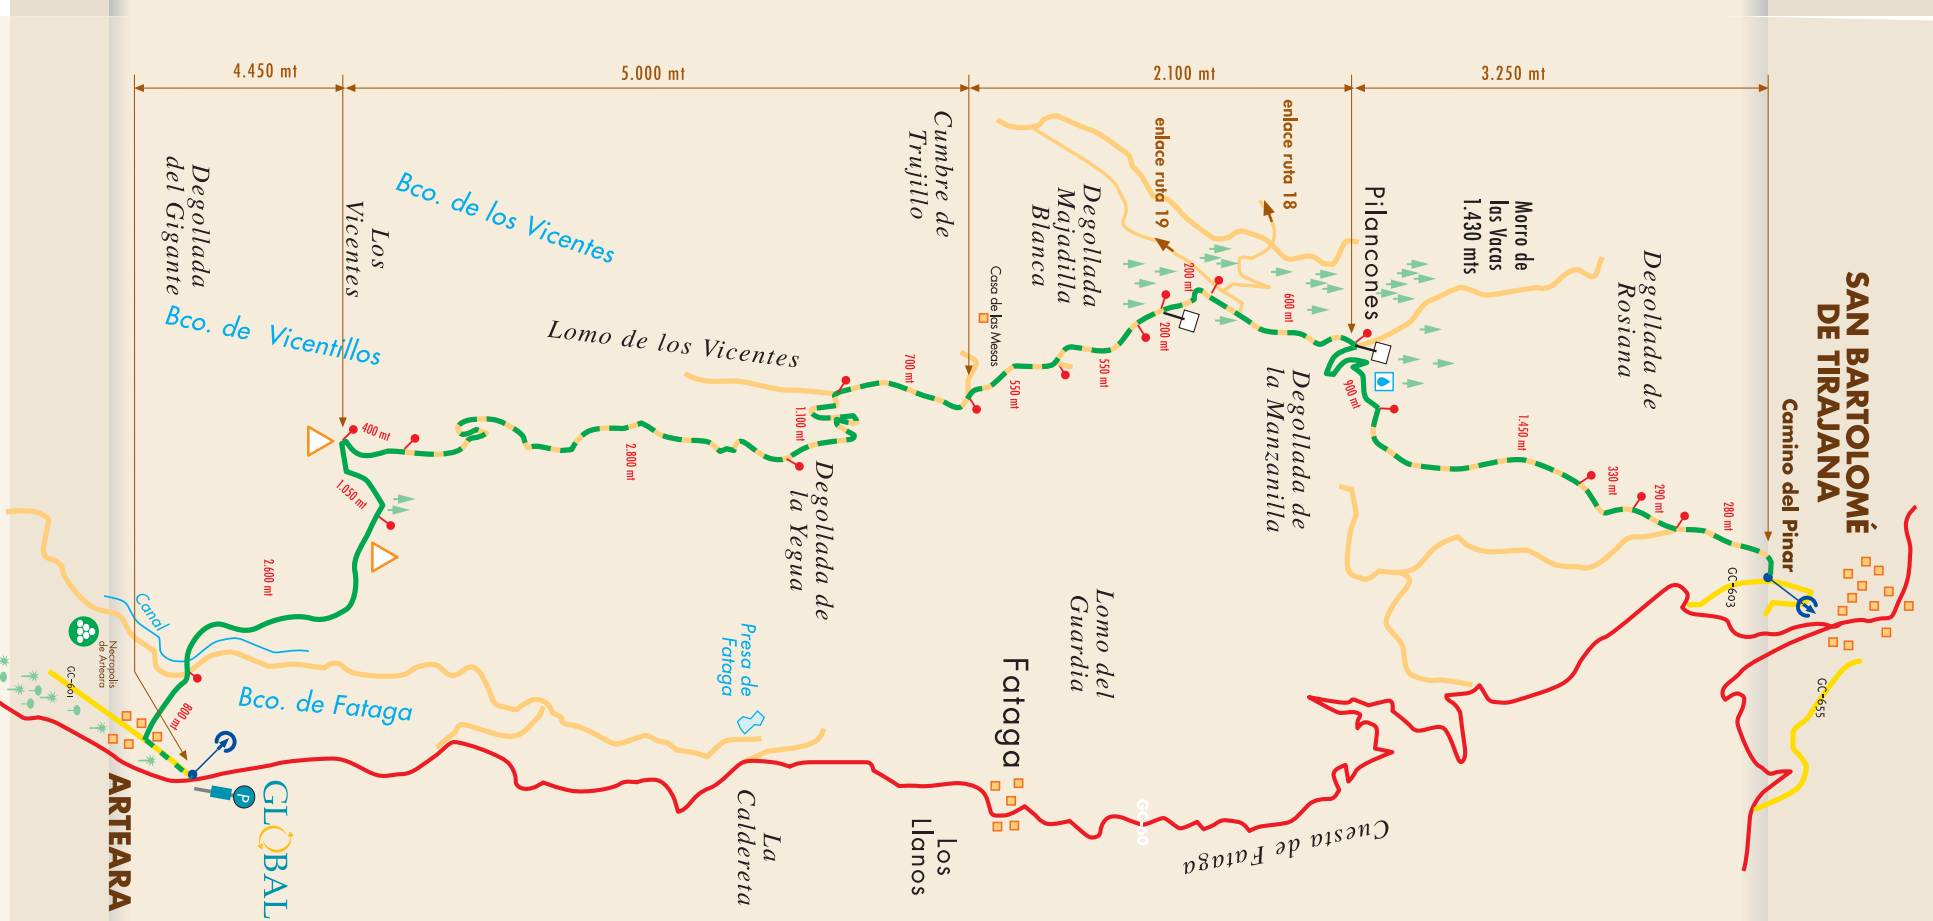 4.450 mt
5.000 mt
2.100 mt
3.250 mt
SAN BARTOLOMÉ
DE TIRAJANA
Camino del Pinar
Degollada de
Rosiana
Morro de
las Vacas
1.430 mts
Pilancones
enlace ruta 18
enlace ruta 19
Degollada
Majadilla
Blanca
Cumbre de
Trujillo
Casa de las Mesas
Degollada de
la Manzanilla
Bco. de los Vicentes
Los
Vicentes
Degollada
del Gigante
Bco. de Vicentillos
Lomo de los Vicentes
Degollada de
la Yegua
280 mt
290 mt
330 mt
1.450 mt
900 mt
600 mt
200 mt
200 mt
550 mt
550 mt
700 mt
1.100 mt
2.800 mt
400 mt
1.050 mt
2.600 mt
800 mt
GC-603
GC-655
Lomo del
Guardia
Fataga
Presa de
Fataga
Bco. de Fataga
Canal
Necropolis
de Arteara
GC-601
ARTEARA
P
GLOBAL
La
Caldereta
Los
Llanos
GC-60
Cuesta de Fataga